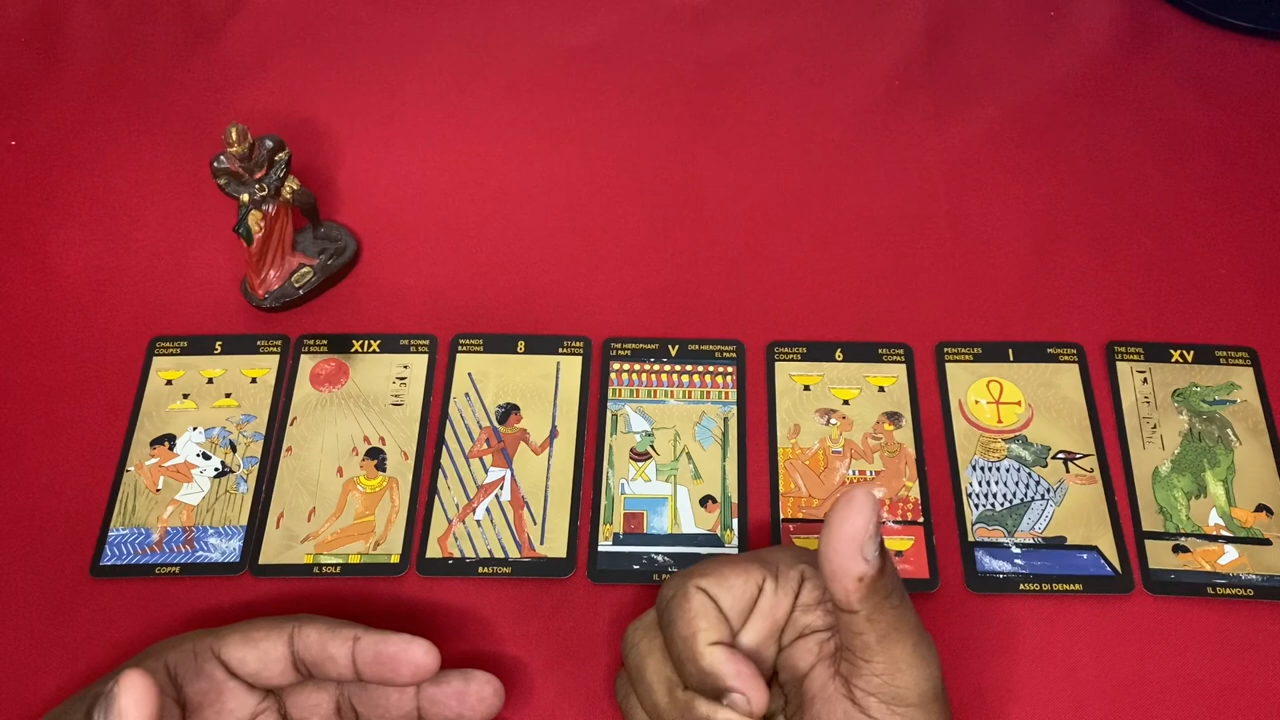 CHALICES 5 KELCHE
COUPES COPAS
COPPE
THE SUN XIX DIE SONNE
LE SOLEIL EL SOL
IL SOLE
WANDS 8 STÄBE
BATONS BASTOS
BASTONI
THE HIEROPHANT V DER HIEROPHANT
LE PAPE EL PAPA
IL
CHALICES 6 KELCHE
COUPES COPAS
PENTACLES I MÜNZEN
DENIERS OROS
ASSO DI DENARI
THE DEVIL XV DER TEUFEL
LE DIABLE EL DIABLO
IL DIAVOLO